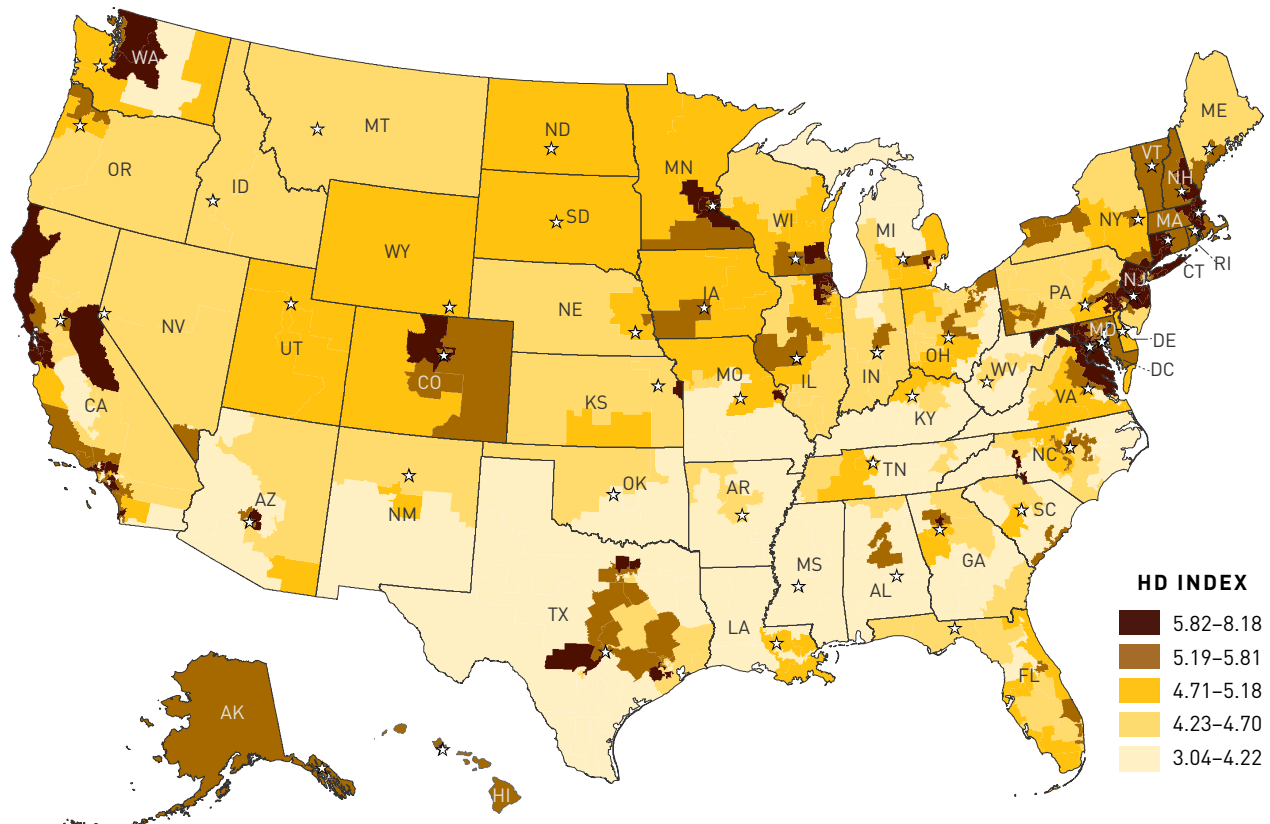 WA
ME
MT
ND
MN
VT
OR
NH
ID
SD
WI
NY
MA
MI
WY
RI
CT
NJ
IA
PA
NE
NV
MD
UT
DE
OH
DC
WV
CO
MO
IL
IN
VA
CA
KS
KY
NC
TN
OK
AR
AZ
NM
SC
GA
MS
HD INDEX
AL
TX
LA
5.82–8.18
5.19–5.81
FL
4.71–5.18
AK
4.23–4.70
3.04–4.22
HI